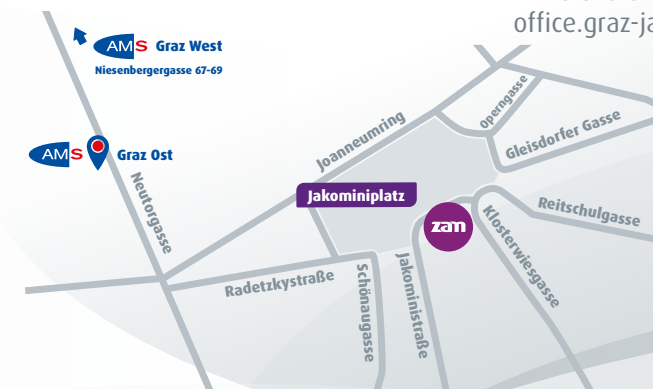 office.graz-ja
AMS Graz West
Niesenbergergasse 67-69
AMS Graz Ost
Neutorgasse
Joanneumring
Operngasse
Gleisdorfer Gasse
Jakominiplatz
zam
Reitschulgasse
Klosterwiesgasse
Radetzkystraße
Schönaugasse
Jakoministraße